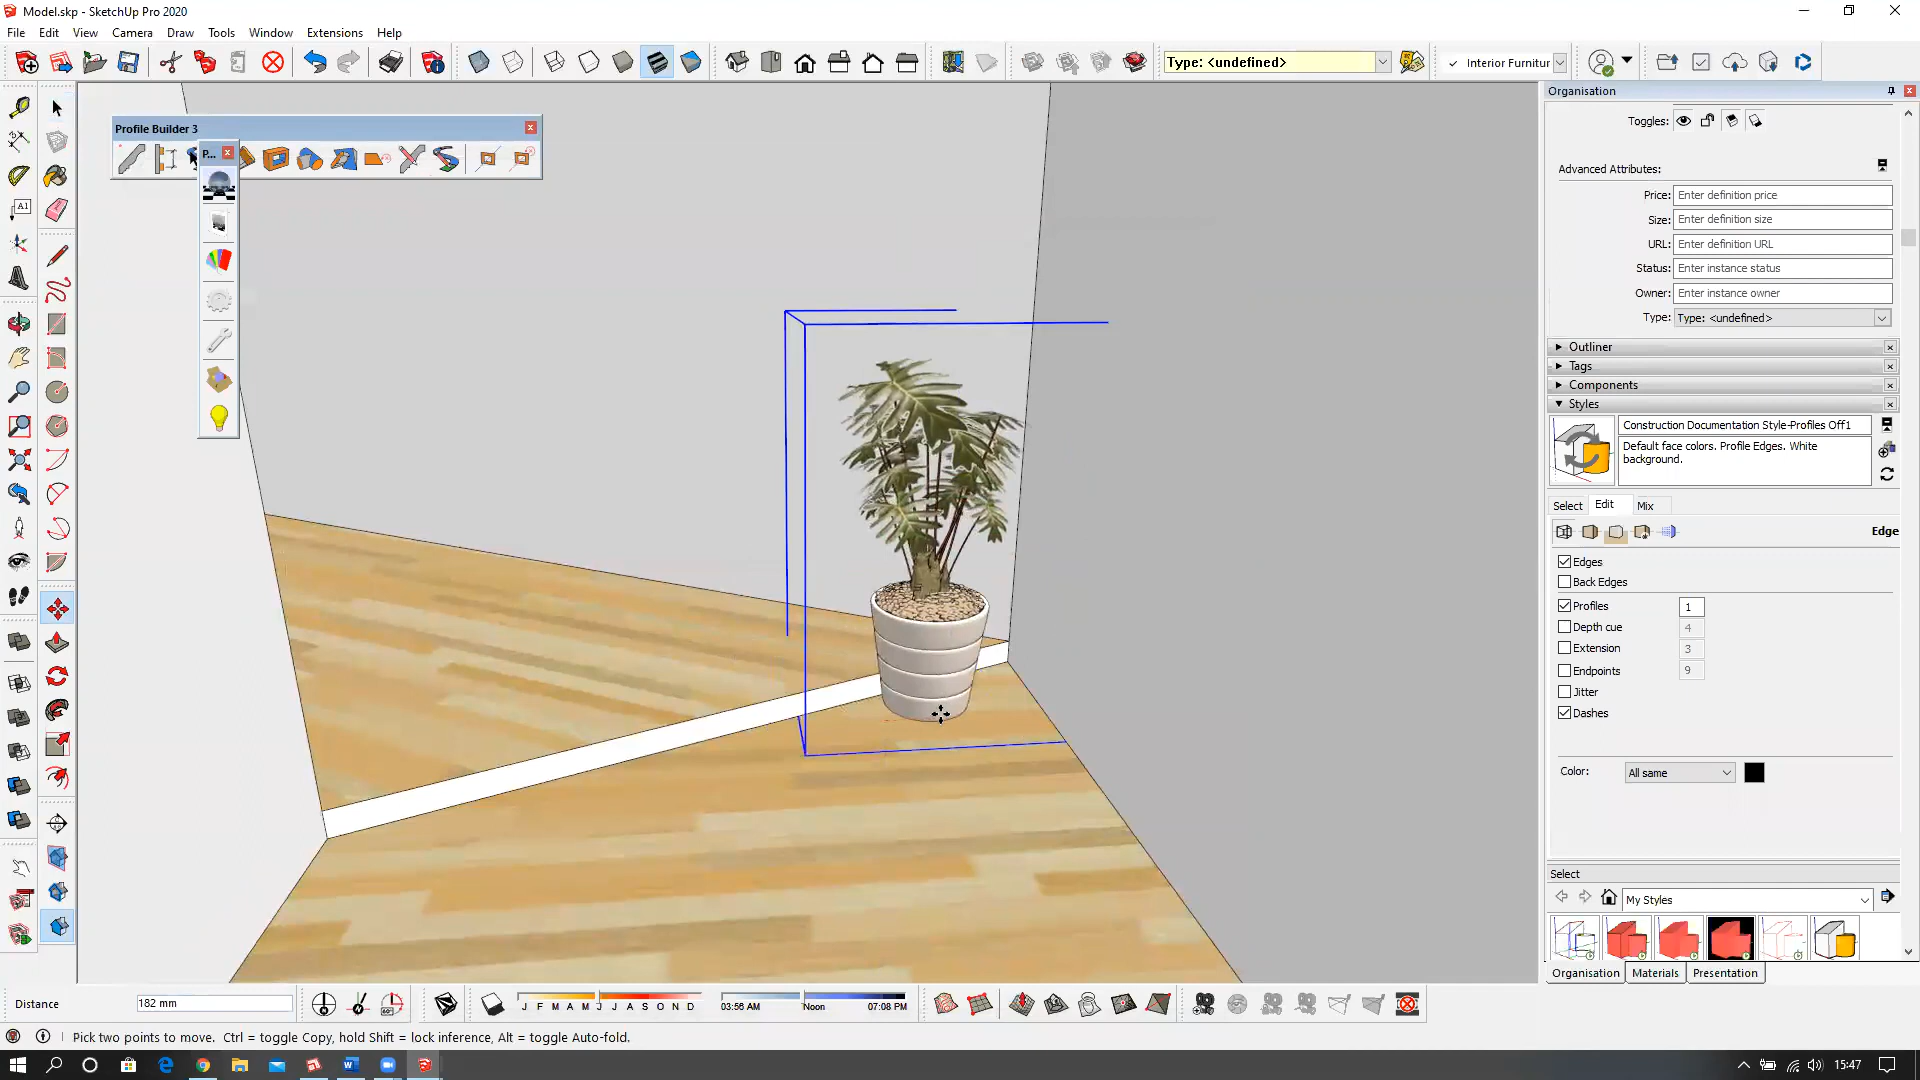 Model.skp - SketchUp Pro 2020
File Edit View Camera Draw Tools Window Extensions Help
Type: <undefined>
Interior Furnitur
Organisation
Profile Builder 3
P...
A1
Toggles:
Advanced Attributes:
Price: Enter definition price
Size: Enter definition size
URL: Enter definition URL
Status: Enter instance status
Owner: Enter instance owner
Type: Type: <undefined>
Outliner
Tags
Components
Styles
Construction Documentation Style-Profiles Off1
Default face colors. Profile Edges. White
background.
Select Edit Mix
Edge
Edges
Back Edges
Profiles 1
Depth cue 4
Extension 3
Endpoints 9
Jitter
Dashes
Color: All same
Select
My Styles
Organisation Materials Presentation
Distance 182 mm
J F M A M J J A S O N D
03:56 AM Noon 07:08 PM
Pick two points to move. Ctrl = toggle Copy, hold Shift = lock inference, Alt = toggle Auto-fold.
15:47